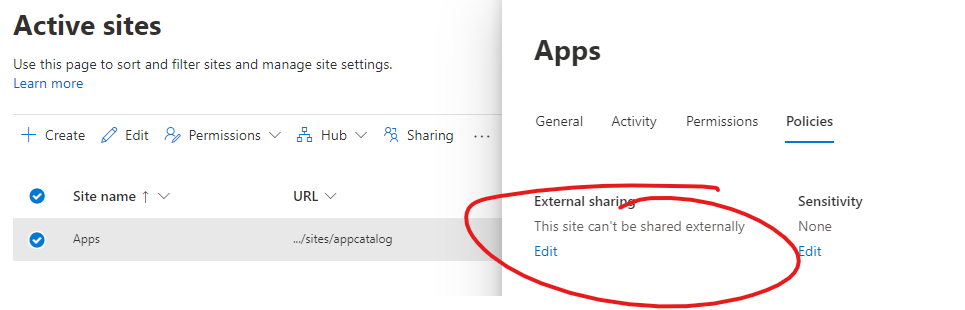 Active sites
Use this page to sort and filter sites and manage site settings.
Learn more
Create Edit Permissions Hub Sharing ...
Site name ↑ URL
Apps .../sites/appcatalog
Apps
General Activity Permissions Policies
External sharing Sensitivity
This site can't be shared externally None
Edit Edit